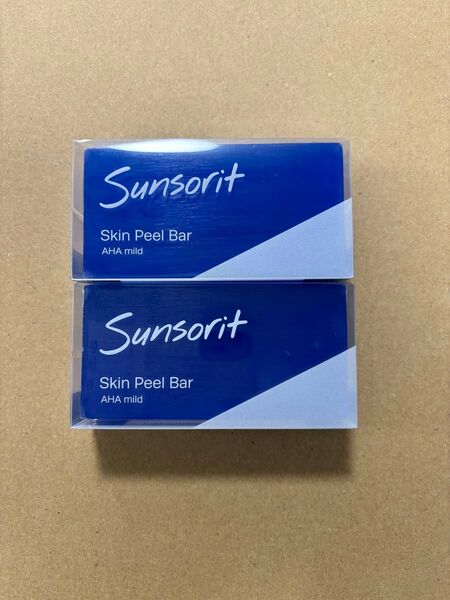 Sunsorit
Skin Peel Bar
AHA mild
Sunsorit
Skin Peel Bar
AHA mild